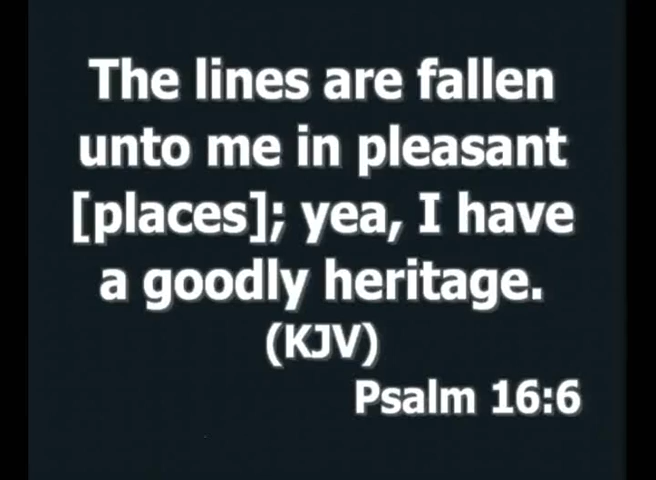 The lines are fallen
unto me in pleasant
[places]; yea, I have
a goodly heritage.
(KJV)
Psalm 16:6